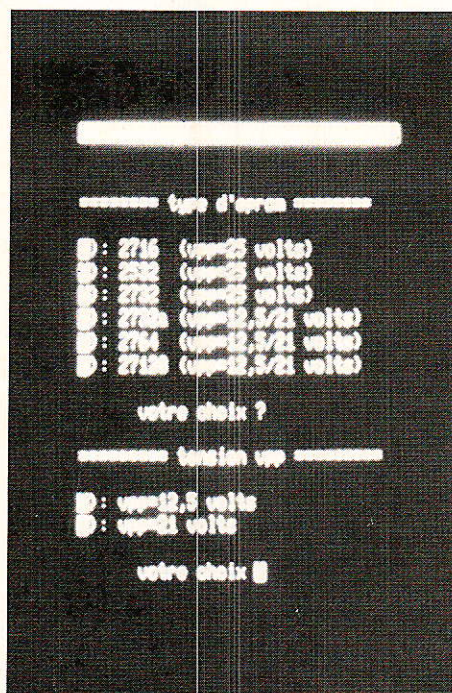 type d'eprom
: 2716 (vpp=25 volts)
: (vpp=25 volts)
: 2732 (vpp=25 volts)
: 2732a (vpp=12,5/21 volts)
: 2764 (vpp=12,5/21 volts)
: (vpp=12,5/21 volts)
votre choix ?
tension vpp
: vpp=12,5 volts
: vpp=21 volts
votre choix